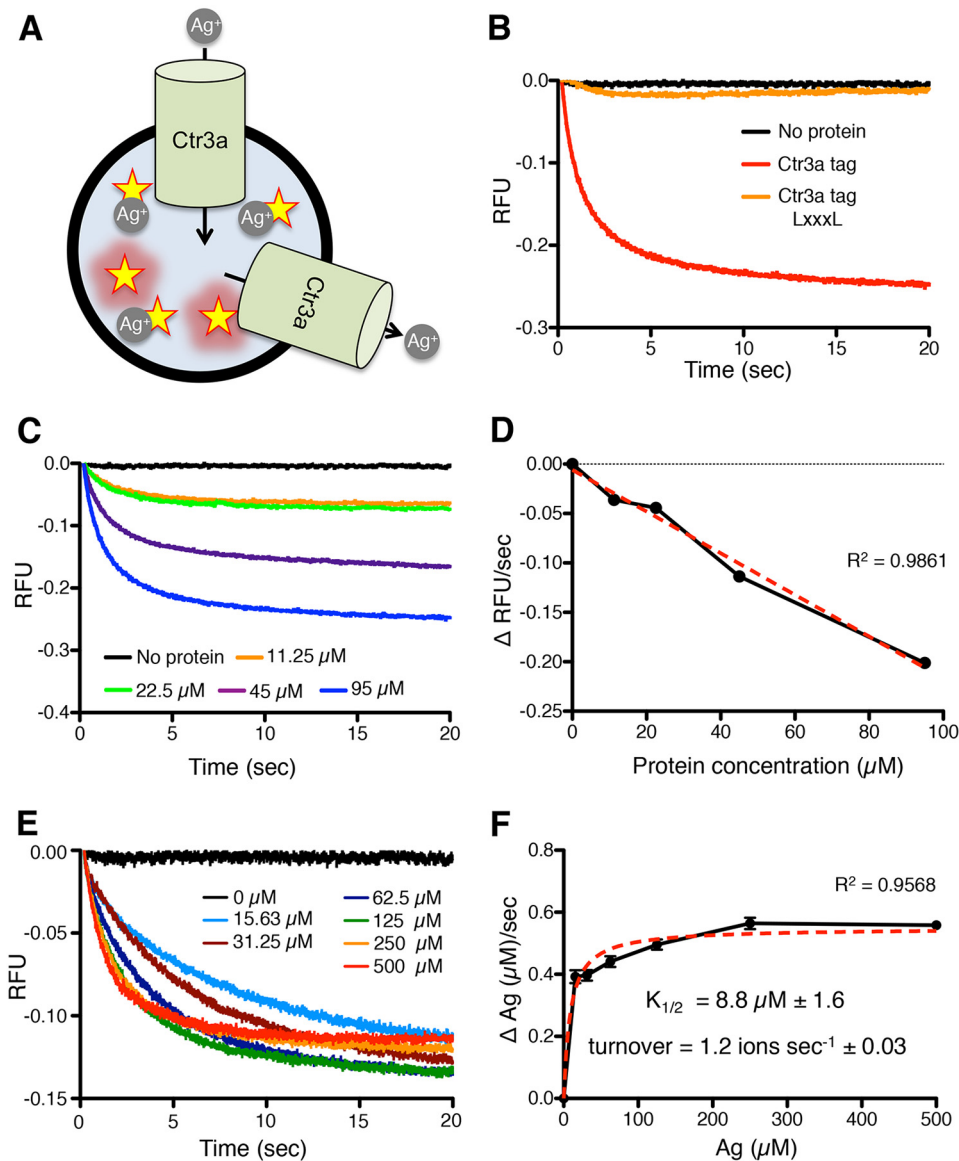 A
Ag+
Ctr3a
Ag+
Ag+
Ag+
Ctr3a
Ag+
B
0.0
-0.1
-0.2
-0.3
RFU
No protein
Ctr3a tag
Ctr3a tag
LxxxL
0 5 10 15 20
Time (sec)
C
0.0
-0.1
-0.2
-0.3
-0.4
RFU
No protein 11.25 µM
22.5 µM 45 µM 95 µM
0 5 10 15 20
Time (sec)
D
0.00
-0.05
-0.10
-0.15
-0.20
-0.25
Δ RFU/sec
R² = 0.9861
0 20 40 60 80 100
Protein concentration (µM)
E
0.00
-0.05
-0.10
-0.15
RFU
0 µM 62.5 µM
15.63 µM 125 µM
31.25 µM 250 µM
500 µM
0 5 10 15 20
Time (sec)
F
0.8
0.6
0.4
0.2
0.0
Δ Ag (µM)/sec
R² = 0.9568
K1/2 = 8.8 µM ± 1.6
turnover = 1.2 ions sec⁻¹ ± 0.03
0 100 200 300 400 500
Ag (µM)